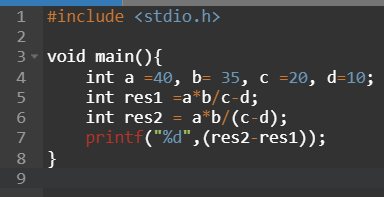 1 #include <stdio.h>
2
3 void main(){
4     int a =40, b= 35, c =20, d=10;
5     int res1 =a*b/c-d;
6     int res2 = a*b/(c-d);
7     printf("%d",(res2-res1));
8 }
9